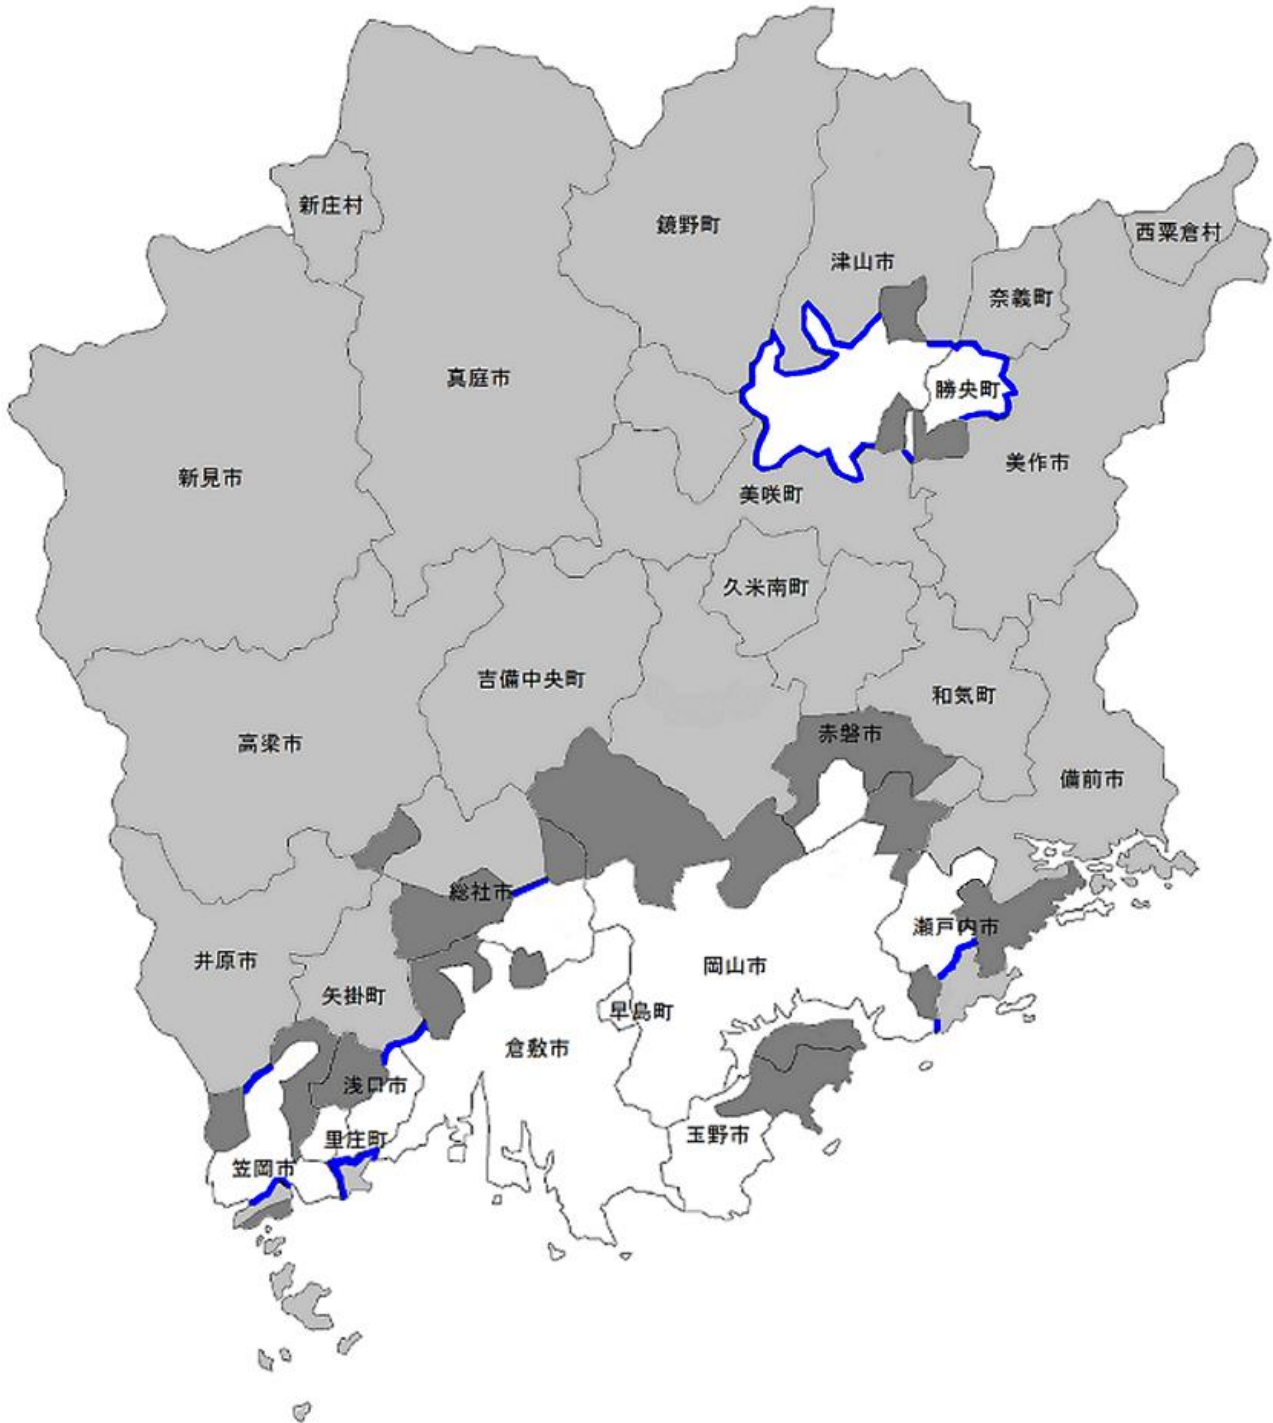 新庄村
鏡野町
西粟倉村
津山市
奈義町
真庭市
勝央町
新見市
美作市
美咲町
久米南町
吉備中央町
和気町
高梁市
赤磐市
備前市
総社市
瀬戸内市
井原市
岡山市
矢掛町
早島町
倉敷市
浅口市
里庄町
玉野市
笠岡市